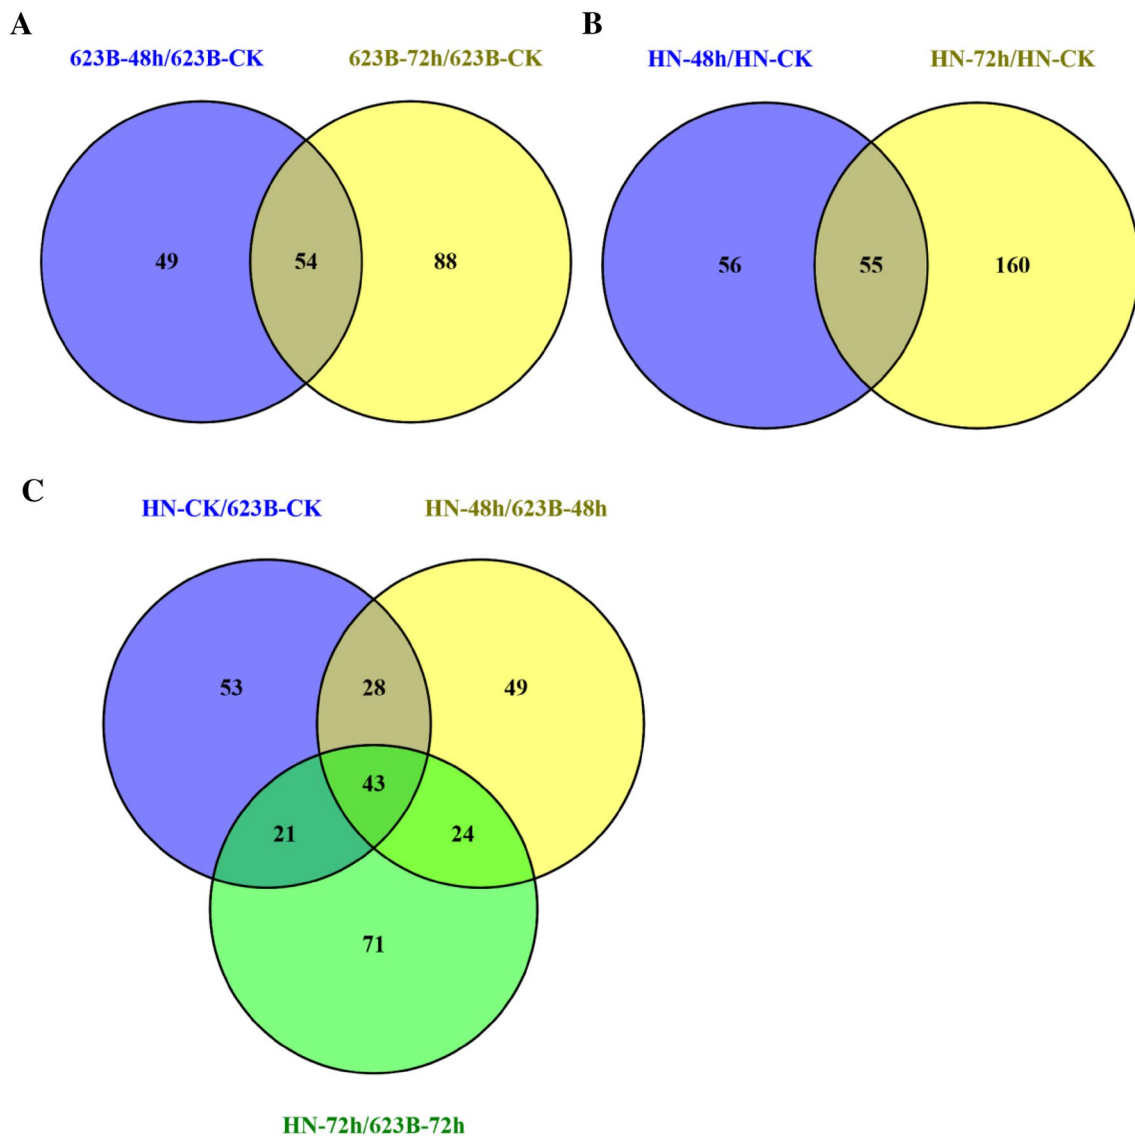 A
B
623B-48h/623B-CK
623B-72h/623B-CK
HN-48h/HN-CK
HN-72h/HN-CK
49
54
88
56
55
160
C
HN-CK/623B-CK
HN-48h/623B-48h
53
28
49
43
21
24
71
HN-72h/623B-72h